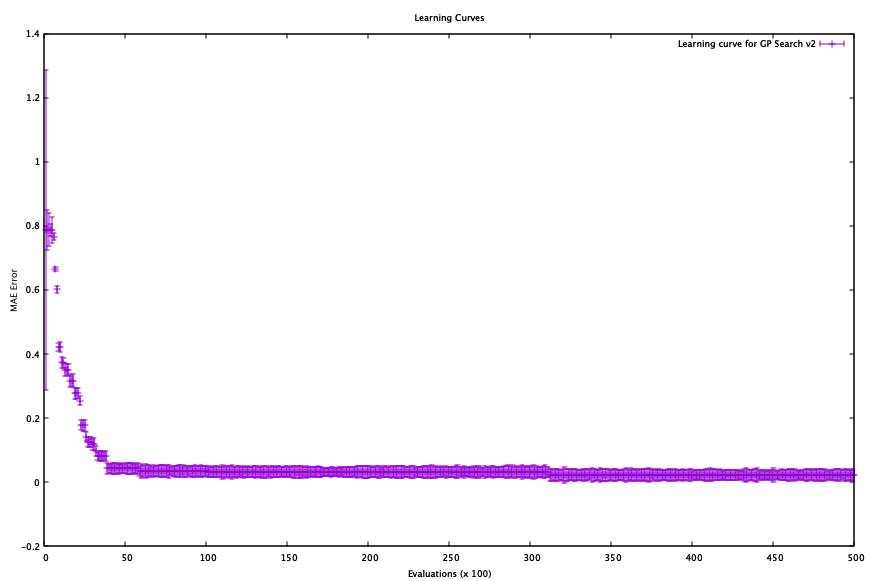 Learning Curves
Learning curve for GP Search v2
1.4
1.2
1
0.8
0.6
0.4
0.2
0
-0.2
MAE Error
0 50 100 150 200 250 300 350 400 450 500
Evaluations (x 100)